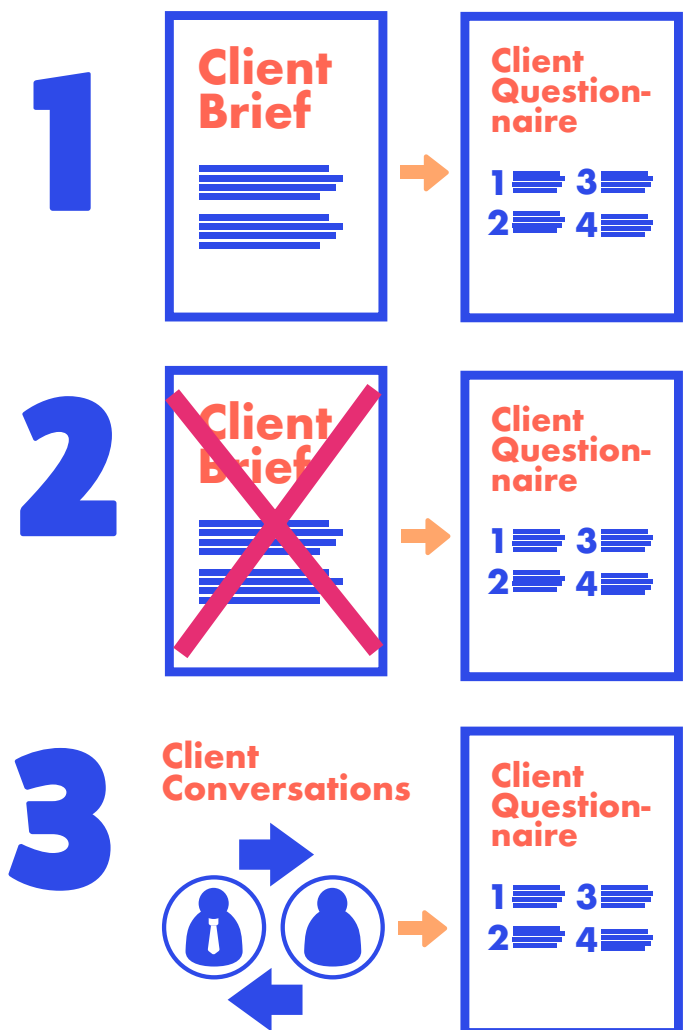 1
Client
Brief
Client
Question-
naire
1 3
2 4
2
Client
Brief
Client
Question-
naire
1 3
2 4
3
Client
Conversations
Client
Question-
naire
1 3
2 4